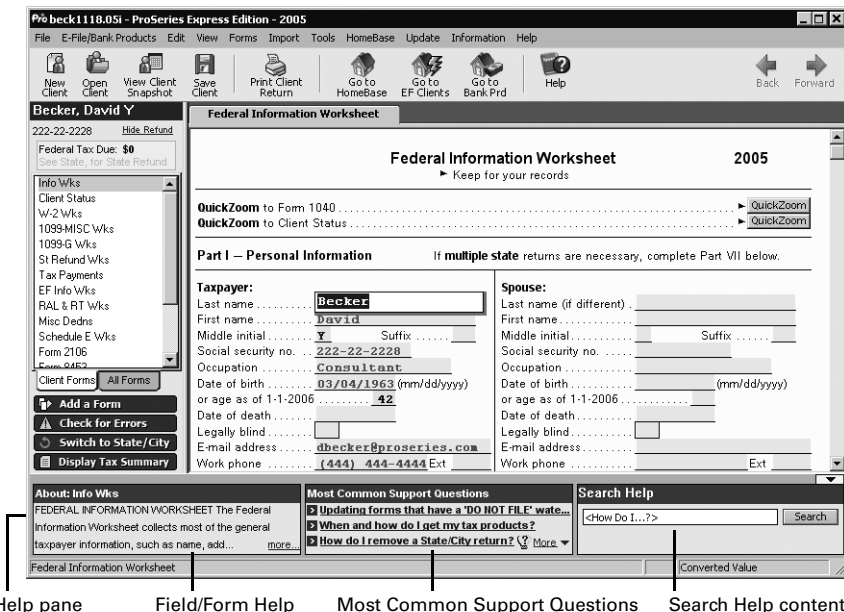 Pro beck1118.05i - ProSeries Express Edition - 2005
File E-File/Bank Products Edit View Forms Import Tools HomeBase Update Information Help
New Client Open Client View Client Snapshot Save Client Print Client Return Go to HomeBase Go to EF Clients Go to Bank Prd Help Back Forward
Becker, David Y
222-22-2228 Hide Refund
Federal Tax Due: $0
See State, for State Refund
Info Wks
Client Status
W-2 Wks
1099-MISC Wks
1099-G Wks
St Refund Wks
Tax Payments
EF Info Wks
RAL & RT Wks
Misc Dedns
Schedule E Wks
Form 2106
Form 8453
Client Forms All Forms
Add a Form
Check for Errors
Switch to State/City
Display Tax Summary
Federal Information Worksheet
Federal Information Worksheet 2005
► Keep for your records
QuickZoom to Form 1040 ► QuickZoom
QuickZoom to Client Status ► QuickZoom
Part I — Personal Information If multiple state returns are necessary, complete Part VII below.
Taxpayer:
Last name Becker
First name David
Middle initial Y Suffix
Social security no. 222-22-2228
Occupation Consultant
Date of birth 03/04/1963 (mm/dd/yyyy)
or age as of 1-1-2006 42
Date of death
Legally blind
E-mail address dbecker@proseries.com
Work phone (444) 444-4444 Ext
Spouse:
Last name (if different)
First name
Middle initial Suffix
Social security no.
Occupation
Date of birth (mm/dd/yyyy)
or age as of 1-1-2006
Date of death
Legally blind
E-mail address
Work phone Ext
About: Info Wks
FEDERAL INFORMATION WORKSHEET The Federal
Information Worksheet collects most of the general
taxpayer information, such as name, add... more...
Most Common Support Questions
Updating forms that have a 'DO NOT FILE' wate...
When and how do I get my tax products?
How do I remove a State/City return? More
Search Help
<How Do I...?> Search
Federal Information Worksheet Converted Value
Help pane Field/Form Help Most Common Support Questions Search Help content